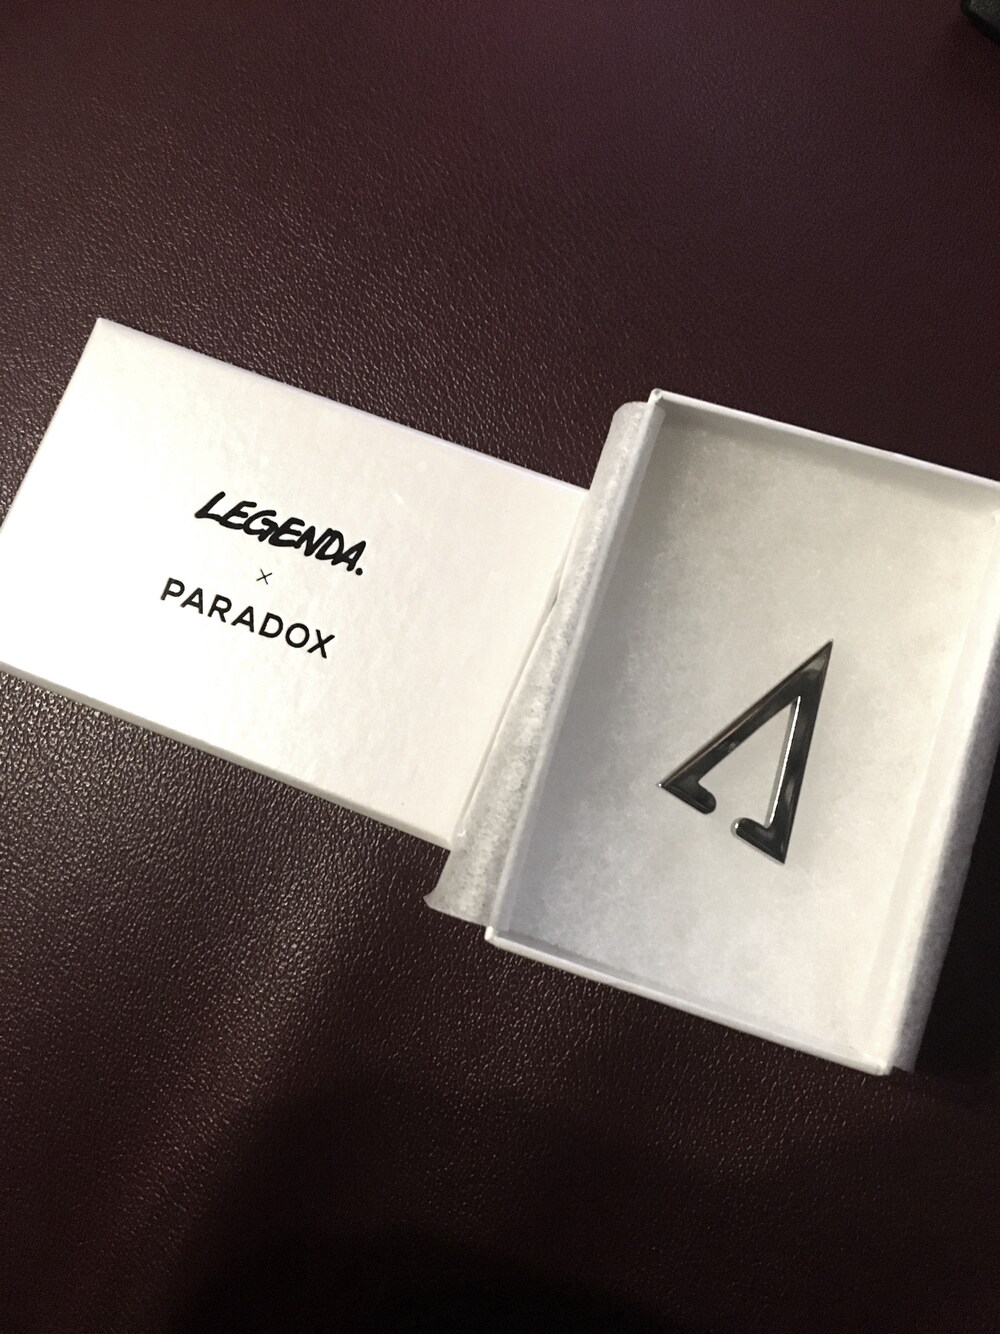 LEGENDA.
×
PARADOX